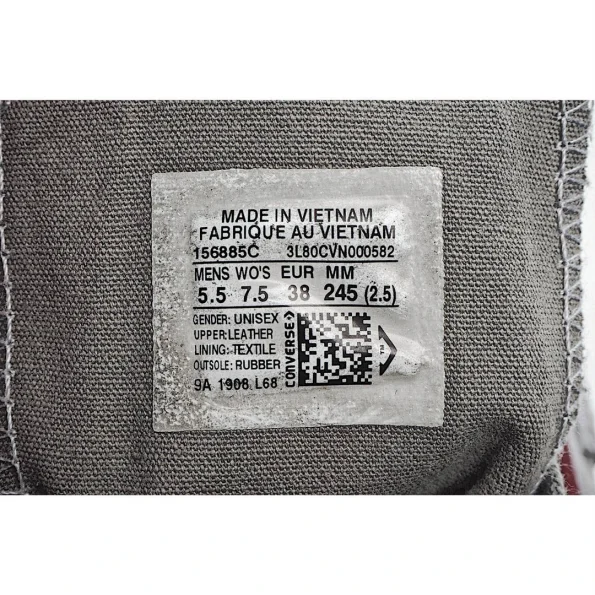 MADE IN VIETNAM
FABRIQUE AU VIETNAM
156885C 3L80CVN000582
MENS WO'S EUR MM
5.5 7.5 38 245 (2.5)
GENDER: UNISEX
UPPER:LEATHER
LINING: TEXTILE
OUTSOLE: RUBBER
9A 1908 L68
CONVERSE